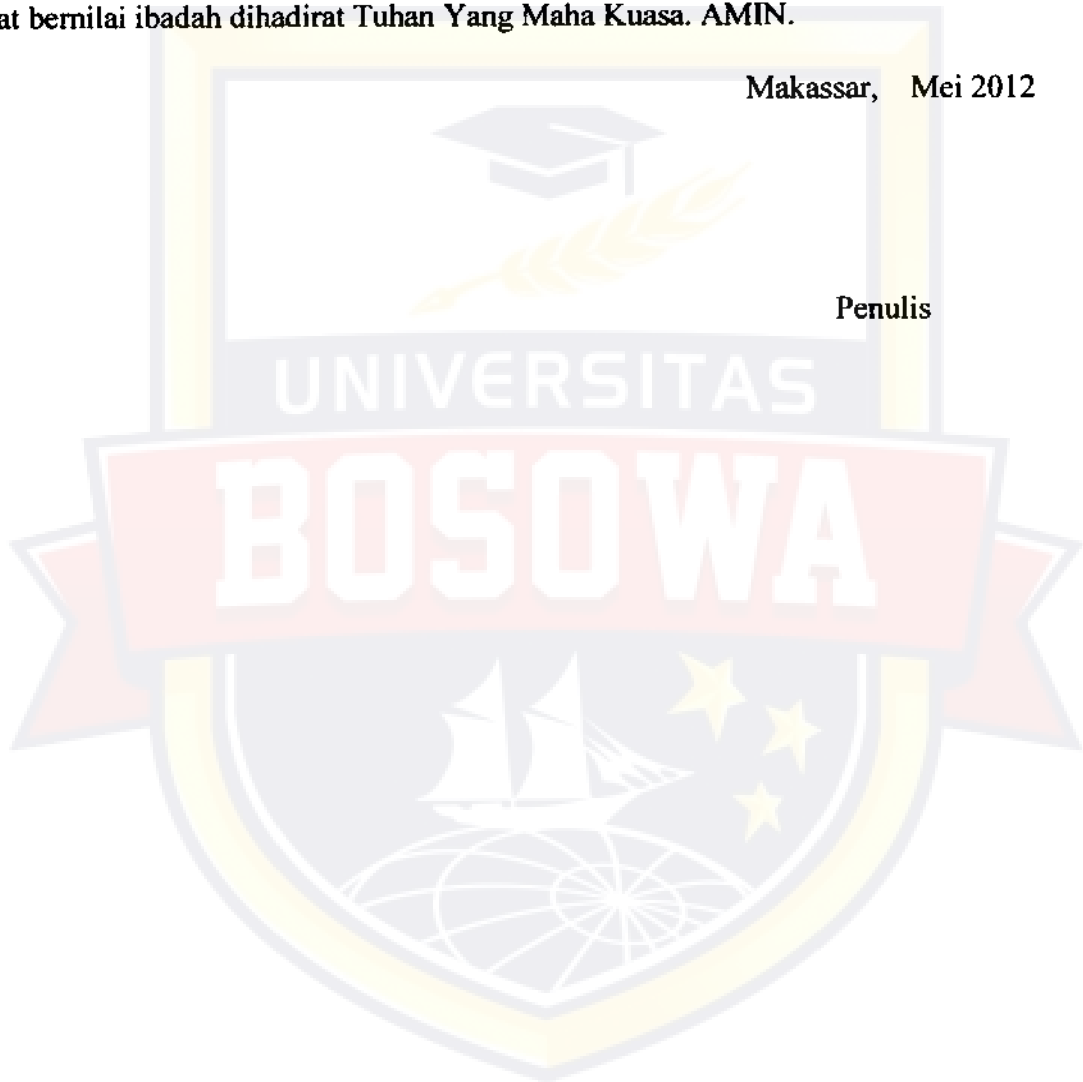 at bernilai ibadah dihadirat Tuhan Yang Maha Kuasa. AMIN.
Makassar, Mei 2012
Penulis
UNIVERSITAS
BOSOWA